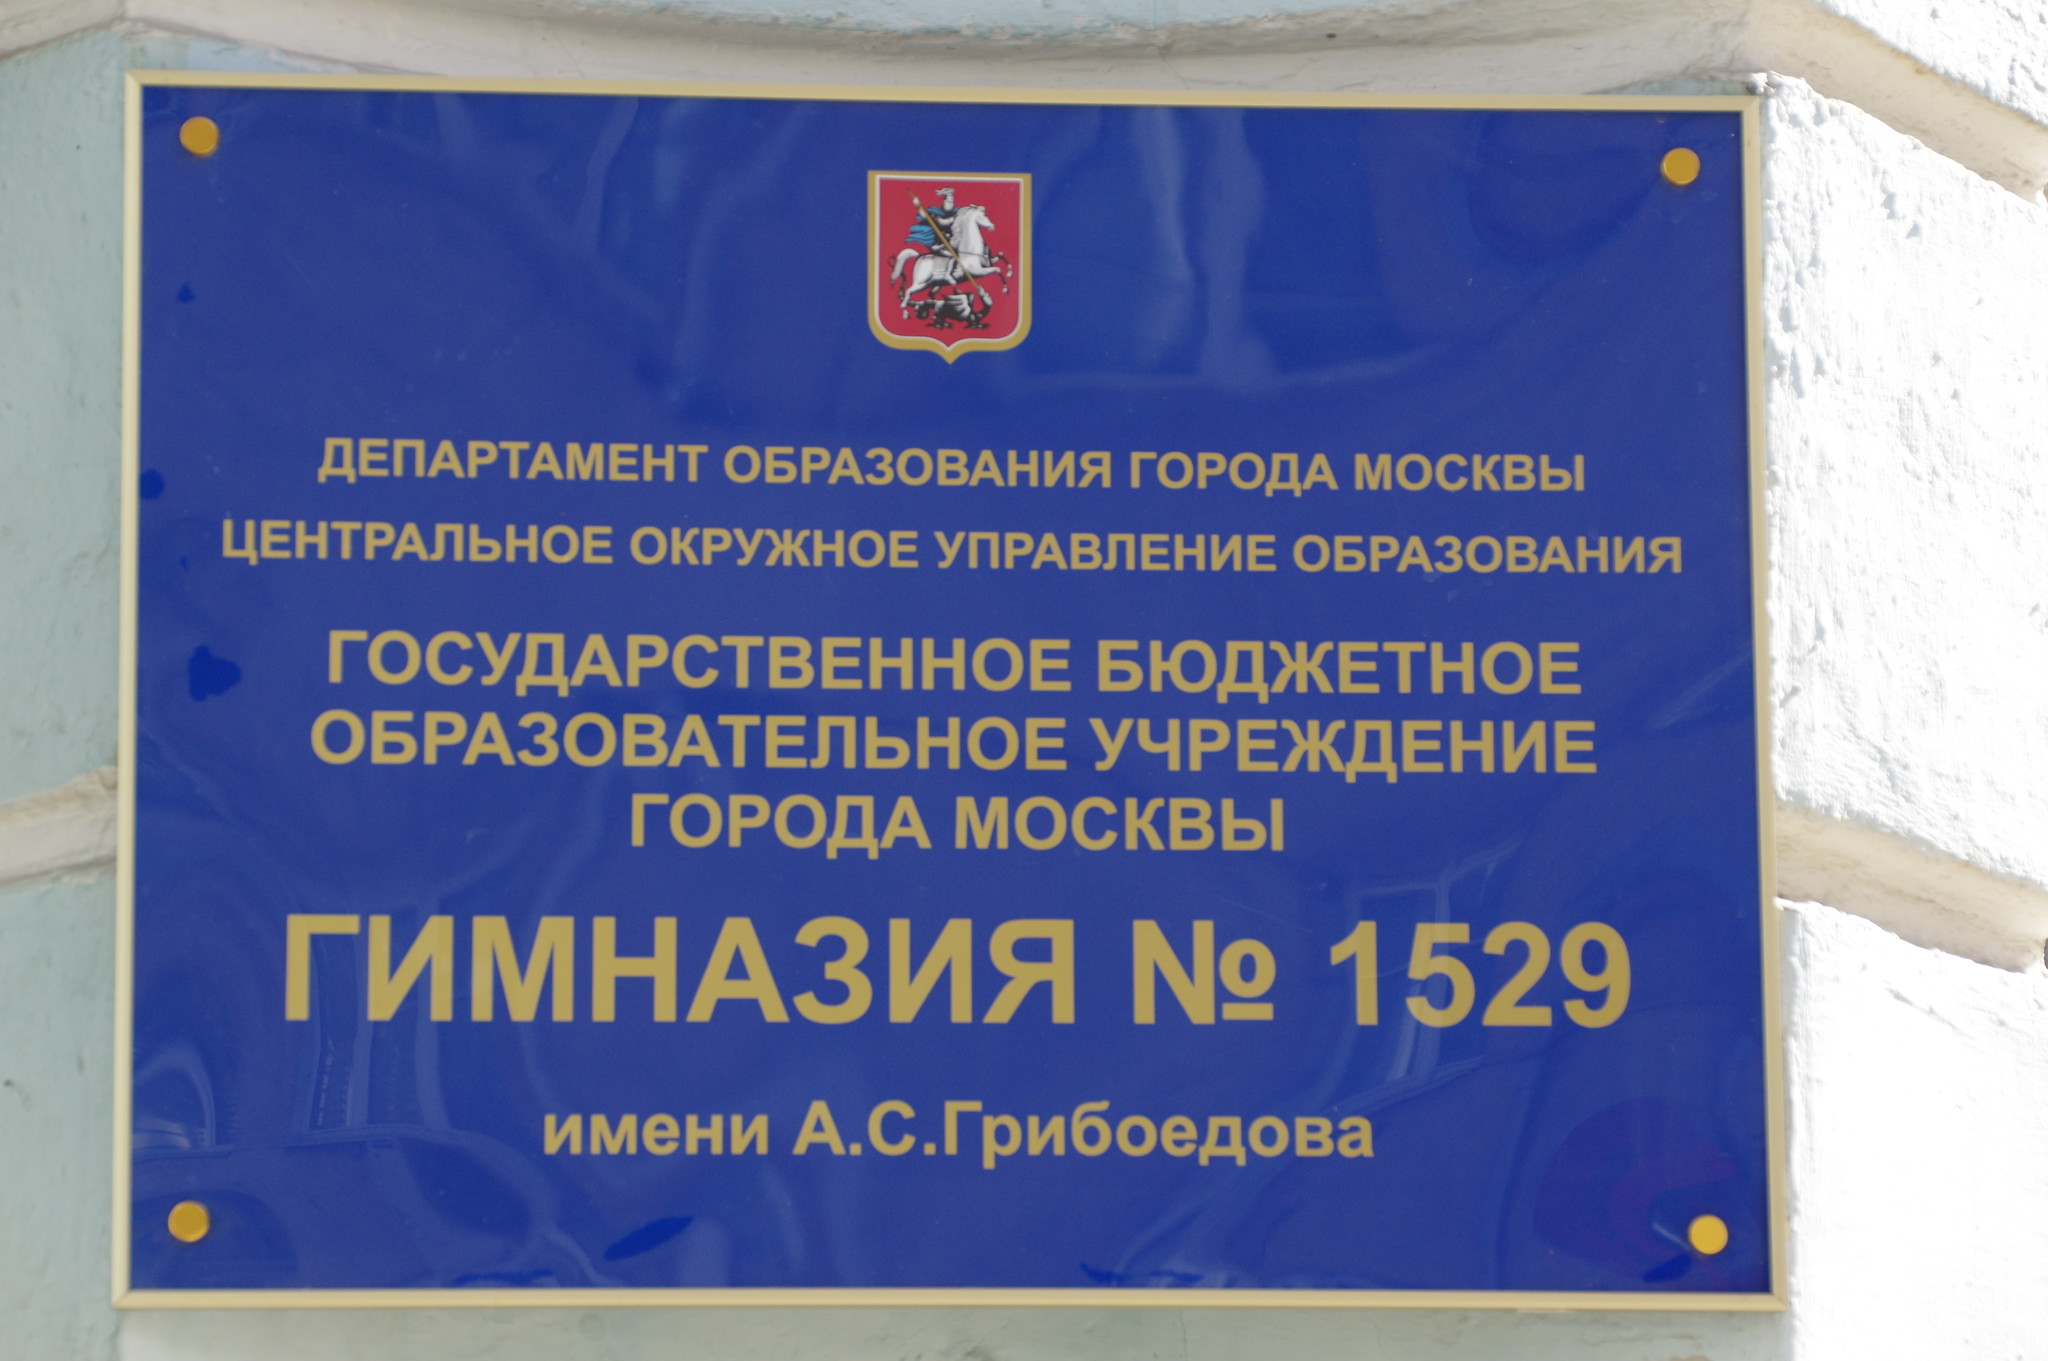 ДЕПАРТАМЕНТ ОБРАЗОВАНИЯ ГОРОДА МОСКВЫ
ЦЕНТРАЛЬНОЕ ОКРУЖНОЕ УПРАВЛЕНИЕ ОБРАЗОВАНИЯ
ГОСУДАРСТВЕННОЕ БЮДЖЕТНОЕ
ОБРАЗОВАТЕЛЬНОЕ УЧРЕЖДЕНИЕ
ГОРОДА МОСКВЫ
ГИМНАЗИЯ № 1529
имени А.С.Грибоедова